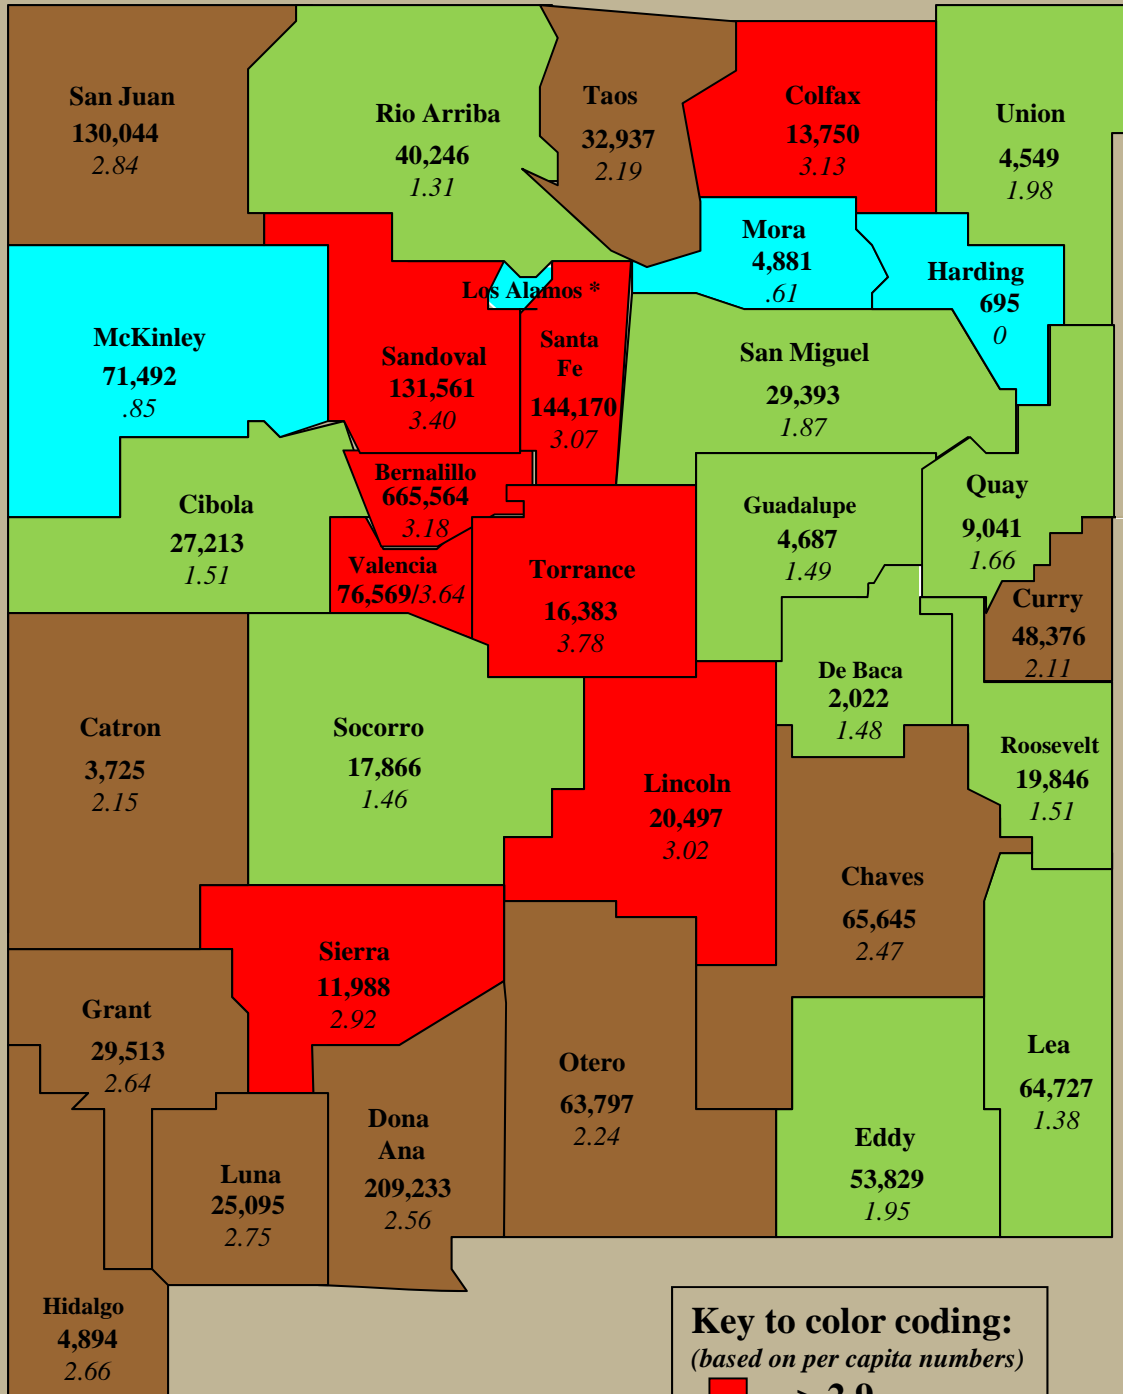 San Juan
130,044
2.84
Rio Arriba
40,246
1.31
Taos
32,937
2.19
Colfax
13,750
3.13
Union
4,549
1.98
Mora
4,881
.61
Harding
695
0
Los Alamos *
McKinley
71,492
.85
Sandoval
131,561
3.40
Santa
Fe
144,170
3.07
San Miguel
29,393
1.87
Bernalillo
665,564
3.18
Cibola
27,213
1.51
Guadalupe
4,687
1.49
Quay
9,041
1.66
Valencia
76,569/3.64
Torrance
16,383
3.78
Curry
48,376
2.11
De Baca
2,022
1.48
Catron
3,725
2.15
Socorro
17,866
1.46
Lincoln
20,497
3.02
Roosevelt
19,846
1.51
Chaves
65,645
2.47
Sierra
11,988
2.92
Grant
29,513
2.64
Otero
63,797
2.24
Lea
64,727
1.38
Dona
Ana
209,233
2.56
Eddy
53,829
1.95
Luna
25,095
2.75
Hidalgo
4,894
2.66
Key to color coding:
(based on per capita numbers)
> 2.9